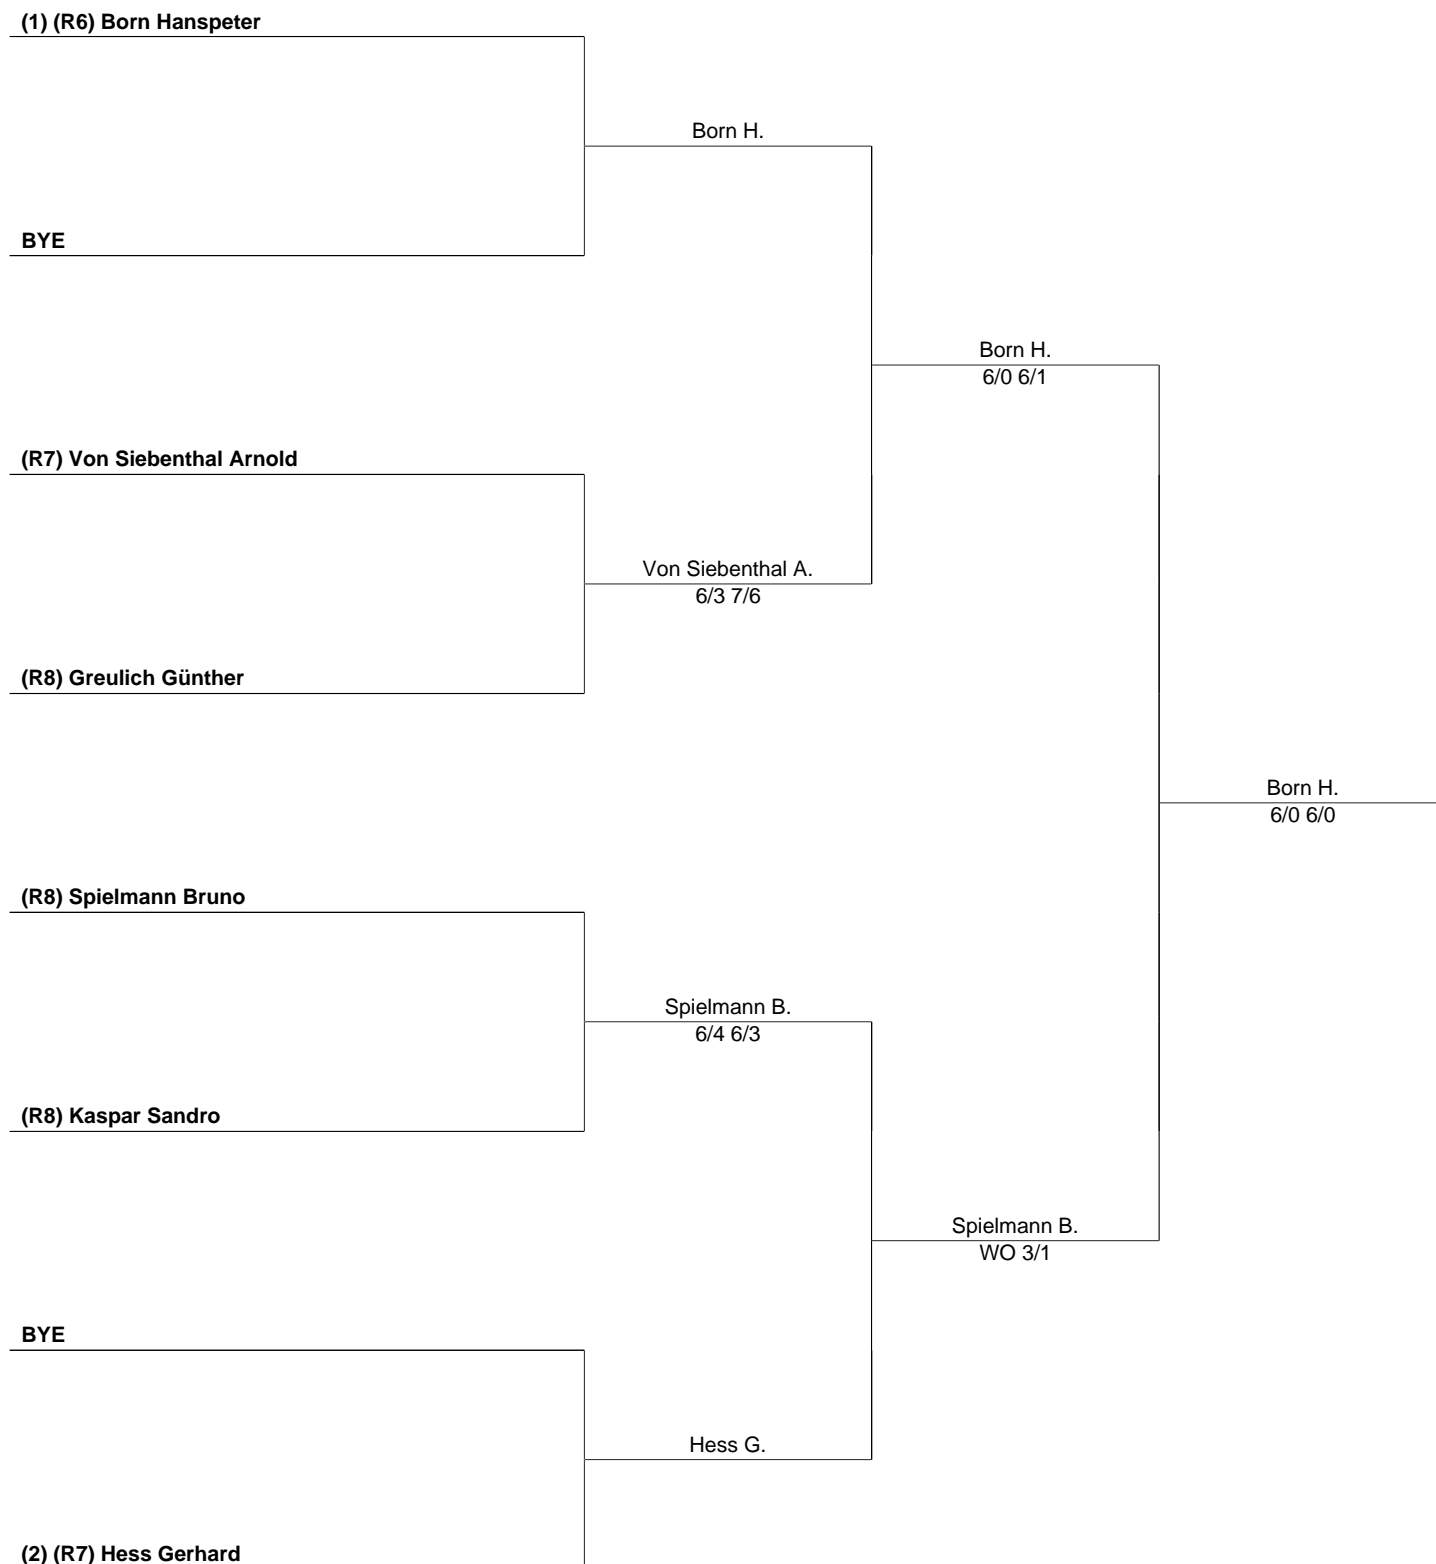 (1) (R6) Born Hanspeter
Born H.
BYE
Born H.
6/0 6/1
(R7) Von Siebenthal Arnold
Von Siebenthal A.
6/3 7/6
(R8) Greulich Günther
Born H.
6/0 6/0
(R8) Spielmann Bruno
Spielmann B.
6/4 6/3
(R8) Kaspar Sandro
Spielmann B.
WO 3/1
BYE
Hess G.
(2) (R7) Hess Gerhard